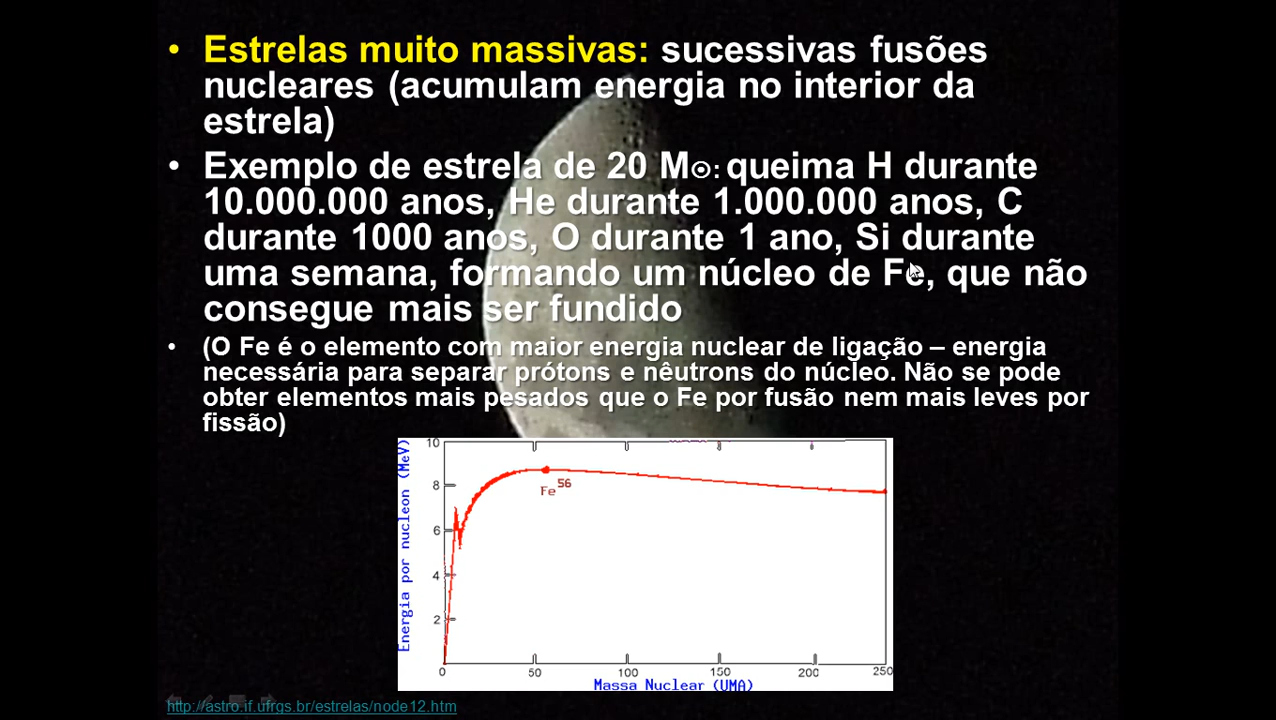 • Estrelas muito massivas: sucessivas fusões
nucleares (acumulam energia no interior da
estrela)
• Exemplo de estrela de 20 M⊙: queima H durante
10.000.000 anos, He durante 1.000.000 anos, C
durante 1000 anos, O durante 1 ano, Si durante
uma semana, formando um núcleo de Fe, que não
consegue mais ser fundido
• (O Fe é o elemento com maior energia nuclear de ligação – energia
necessária para separar prótons e nêutrons do núcleo. Não se pode
obter elementos mais pesados que o Fe por fusão nem mais leves por
fissão)
Energia por nucleon (MeV)
10
8
6
4
2
Fe 56
0 50 100 150 200 250
Massa Nuclear (UMA)
http://astro.if.ufrgs.br/estrelas/node12.htm